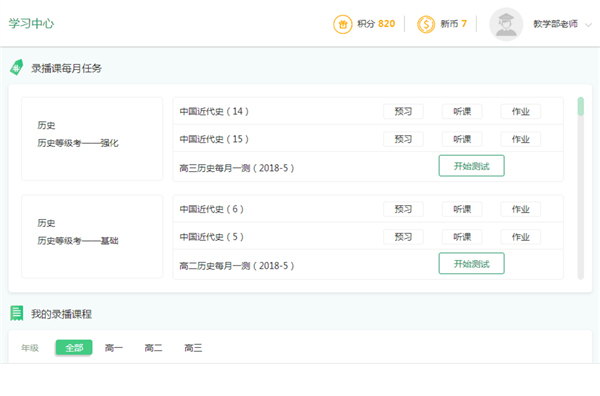 学习中心
积分 820 新币 7 教学部老师
录播课每月任务
历史
历史等级考——强化
中国近代史（14） 预习 听课 作业
中国近代史（15） 预习 听课 作业
高三历史每月一测（2018-5） 开始测试
历史
历史等级考——基础
中国近代史（6） 预习 听课 作业
中国近代史（5） 预习 听课 作业
高二历史每月一测（2018-5） 开始测试
我的录播课程
年级 全部 高一 高二 高三